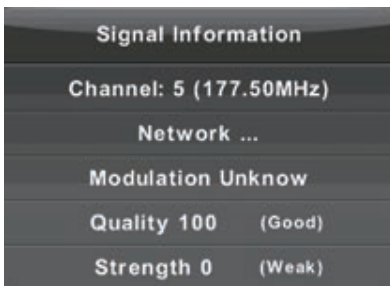 Signal Information
Channel: 5 (177.50MHz)
Network ...
Modulation Unknow
Quality 100 (Good)
Strength 0 (Weak)